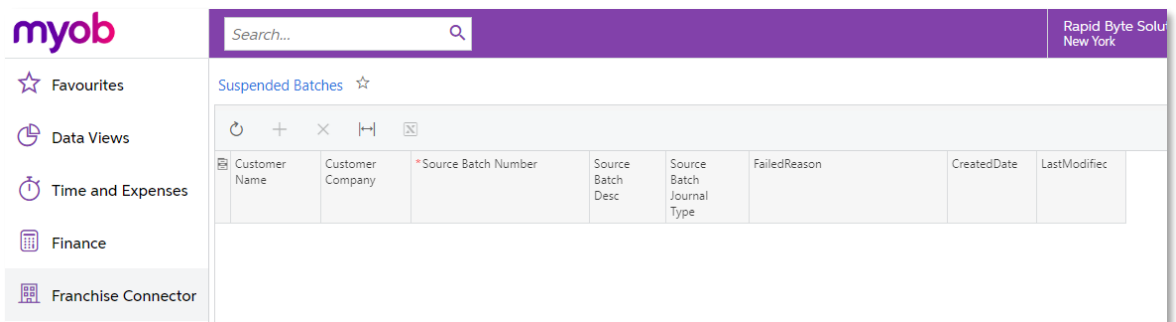 myob
Search...
Rapid Byte Solu
New York
Favourites
Data Views
Time and Expenses
Finance
Franchise Connector
Suspended Batches
Customer
Name
Customer
Company
*Source Batch Number
Source
Batch
Desc
Source
Batch
Journal
Type
FailedReason
CreatedDate
LastModified